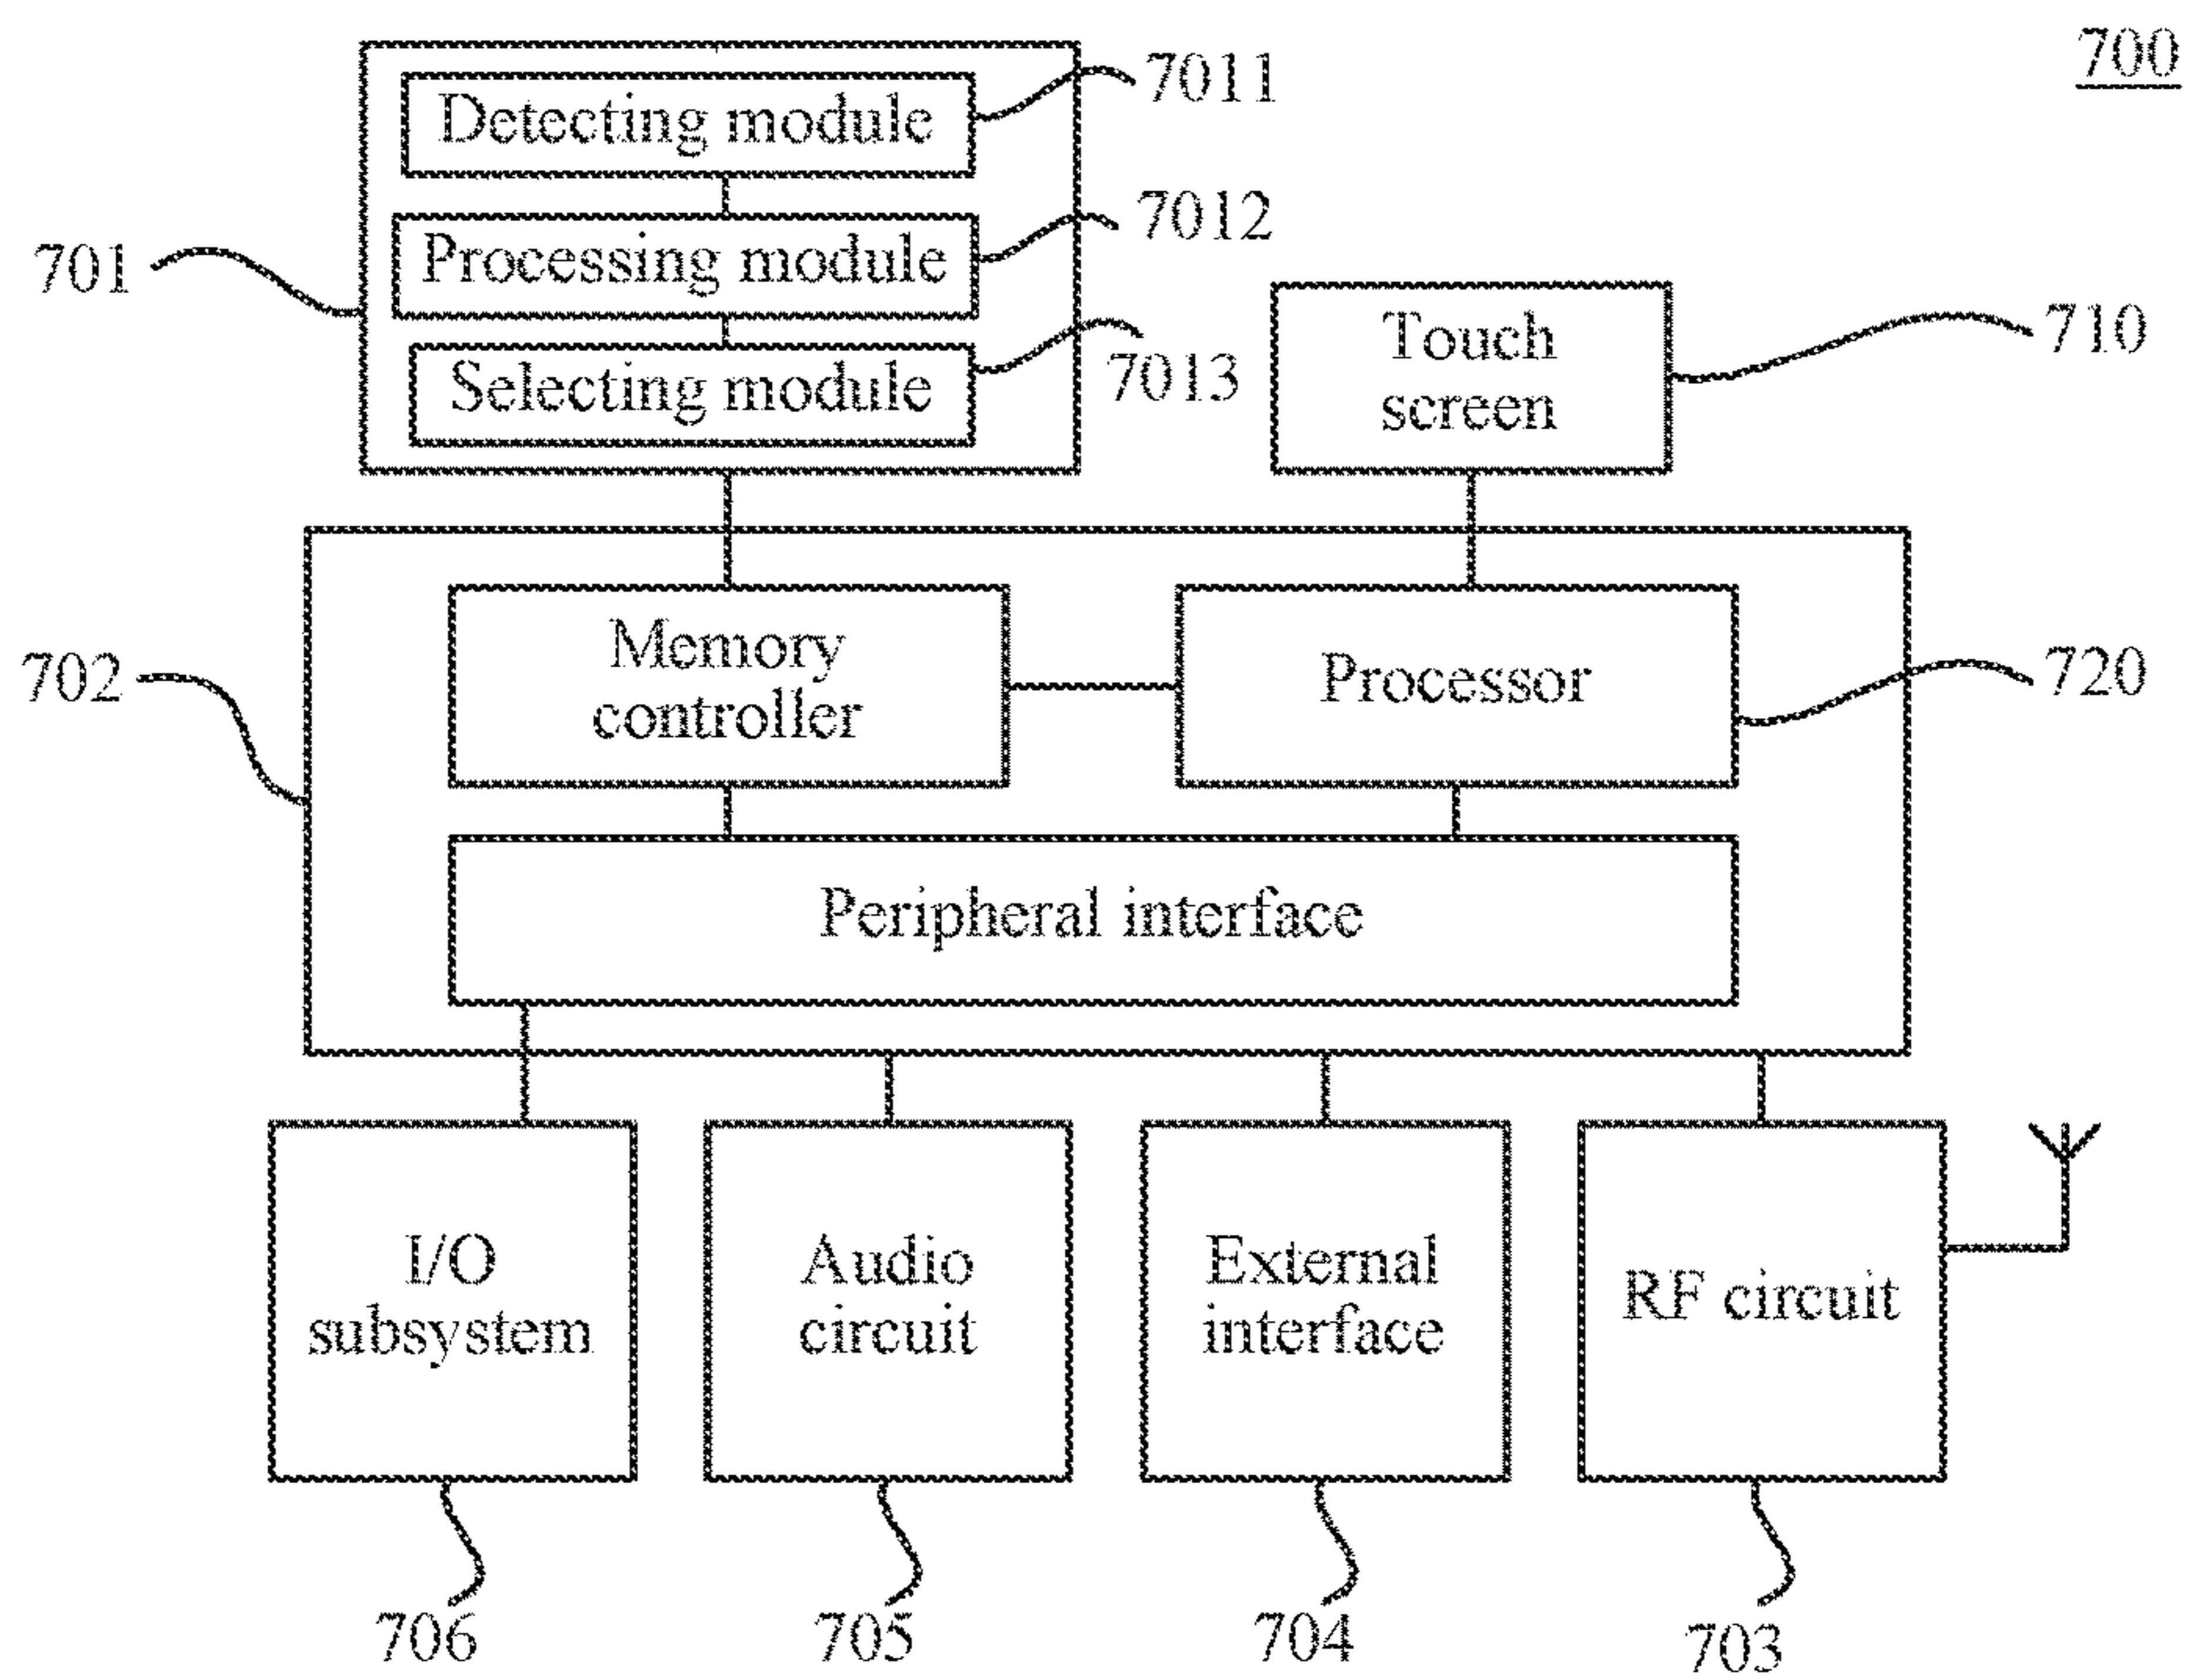 700
Detecting module
7011
Processing module
7012
701
Selecting module
7013
Touch
screen
710
702
Memory
controller
Processor
720
Peripheral interface
I/O
subsystem
Audio
circuit
External
interface
RF circuit
706
705
704
703